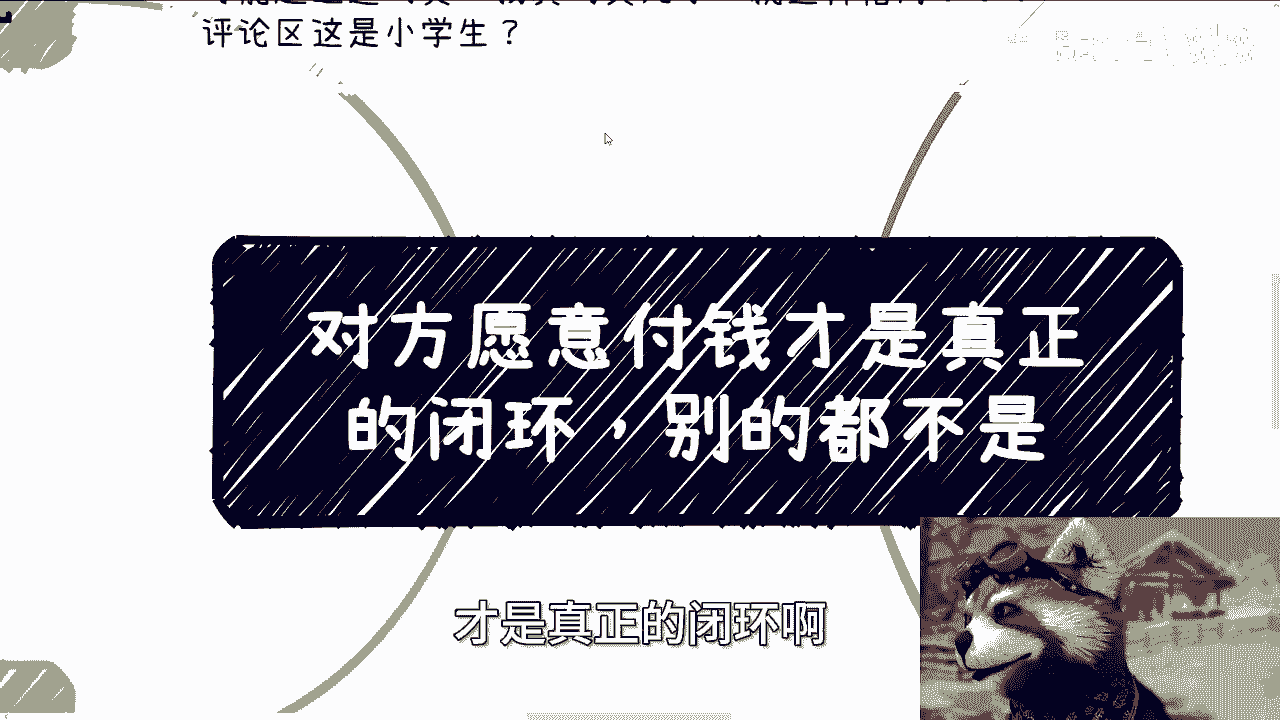 评论区这是小学生？
对方愿意付钱才是真正
的闭环，别的都不是
才是真正的闭环啊